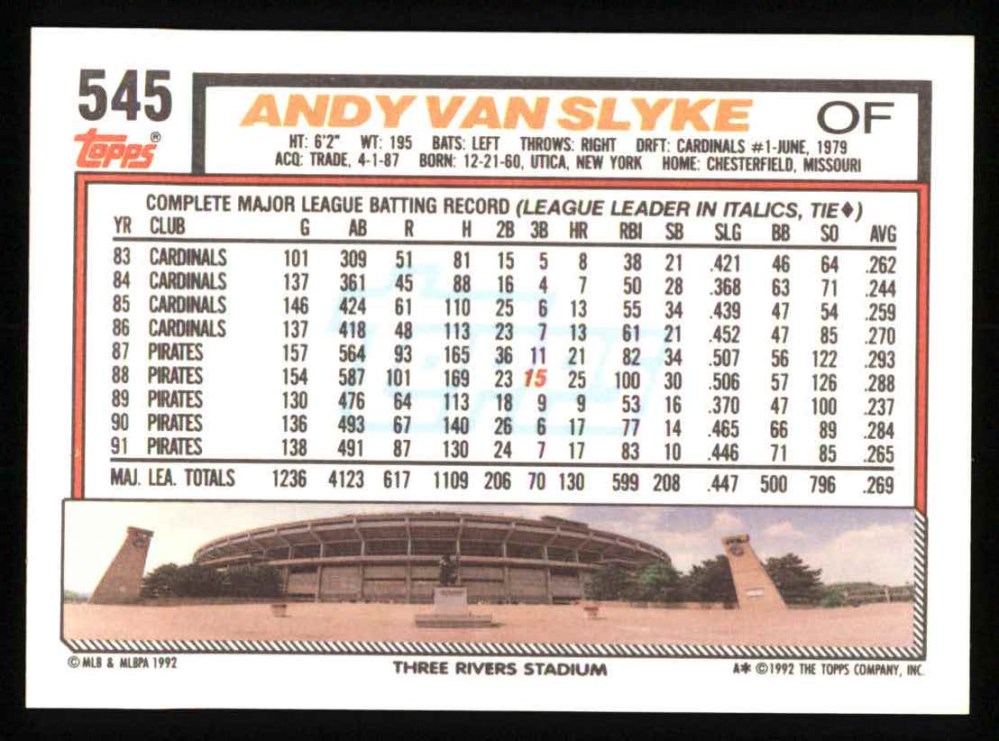 545
Topps®
ANDY VAN SLYKE OF
HT: 6'2" WT: 195 BATS: LEFT THROWS: RIGHT DRFT: CARDINALS #1-JUNE, 1979
ACQ: TRADE, 4-1-87 BORN: 12-21-60, UTICA, NEW YORK HOME: CHESTERFIELD, MISSOURI
COMPLETE MAJOR LEAGUE BATTING RECORD (LEAGUE LEADER IN ITALICS, TIE♦)
YR CLUB G AB R H 2B 3B HR RBI SB SLG BB SO AVG
83 CARDINALS 101 309 51 81 15 5 8 38 21 .421 46 64 .262
84 CARDINALS 137 361 45 88 16 4 7 50 28 .368 63 71 .244
85 CARDINALS 146 424 61 110 25 6 13 55 34 .439 47 54 .259
86 CARDINALS 137 418 48 113 23 7 13 61 21 .452 47 85 .270
87 PIRATES 157 564 93 165 36 11 21 82 34 .507 56 122 .293
88 PIRATES 154 587 101 169 23 15 25 100 30 .506 57 126 .288
89 PIRATES 130 476 64 113 18 9 9 53 16 .370 47 100 .237
90 PIRATES 136 493 67 140 26 6 17 77 14 .465 66 89 .284
91 PIRATES 138 491 87 130 24 7 17 83 10 .446 71 85 .265
MAJ. LEA. TOTALS 1236 4123 617 1109 206 70 130 599 208 .447 500 796 .269
© MLB & MLBPA 1992
THREE RIVERS STADIUM
A✱ ©1992 THE TOPPS COMPANY, INC.